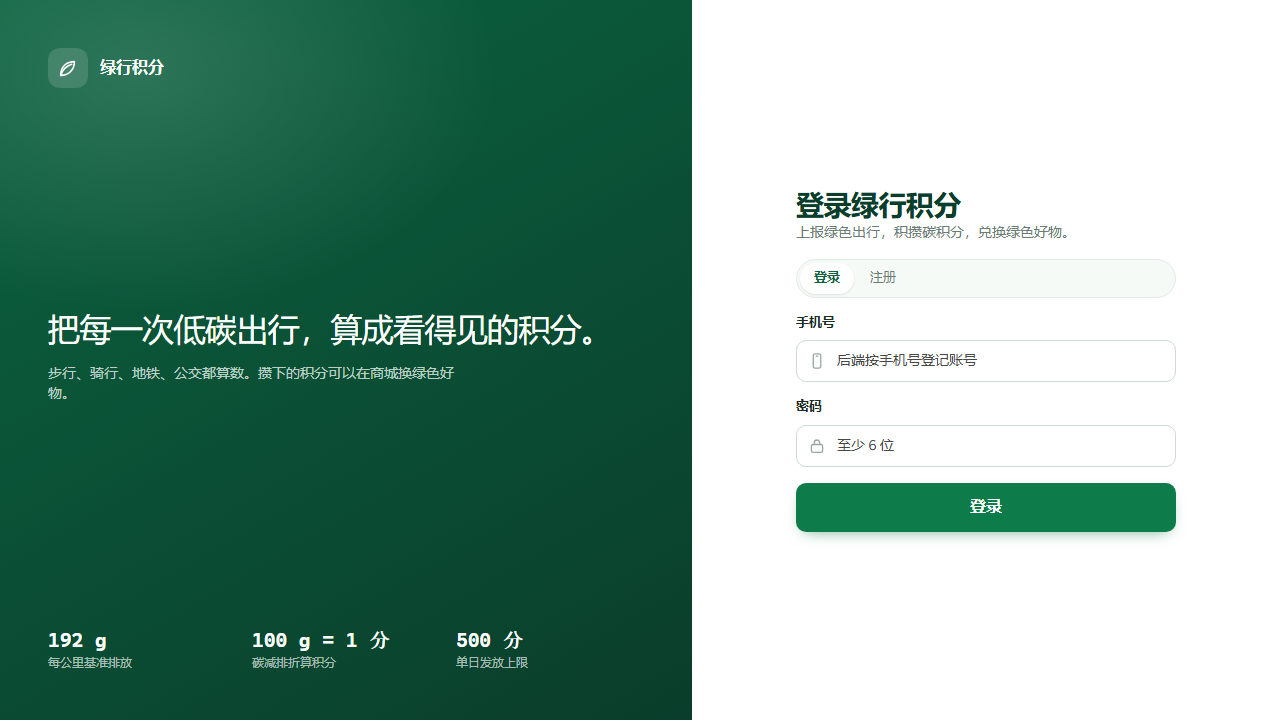 绿行积分
把每一次低碳出行，算成看得见的积分。
步行、骑行、地铁、公交都算数。攒下的积分可以在商城换绿色好
物。
192 g
每公里基准排放
100 g = 1 分
碳减排折算积分
500 分
单日发放上限
登录绿行积分
上报绿色出行，积攒碳积分，兑换绿色好物。
登录
注册
手机号
后端按手机号登记账号
密码
至少 6 位
登录